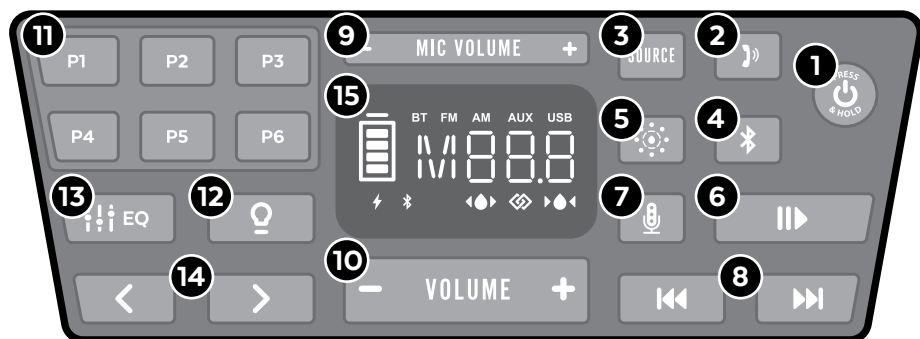 11
9
MIC VOLUME
3
SOURCE
2
1
PRESS
& HOLD
P1
P2
P3
15
BT FM AM AUX USB
5
4
P4
P5
P6
88.8
13
EQ
12
7
6
14
10
VOLUME
8